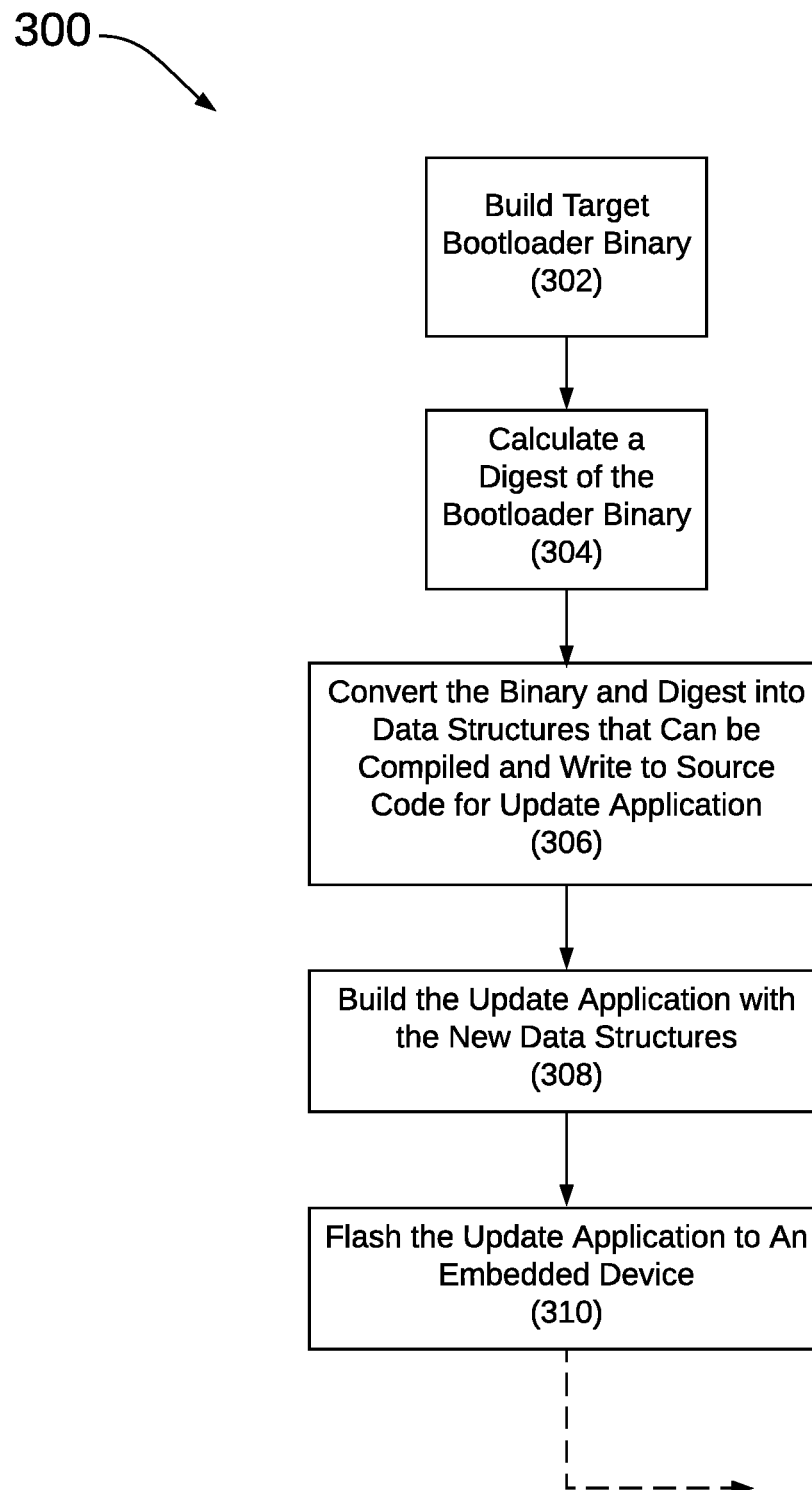 300
Build Target
Bootloader Binary
(302)
Calculate a
Digest of the
Bootloader Binary
(304)
Convert the Binary and Digest into
Data Structures that Can be
Compiled and Write to Source
Code for Update Application
(306)
Build the Update Application with
the New Data Structures
(308)
Flash the Update Application to An
Embedded Device
(310)